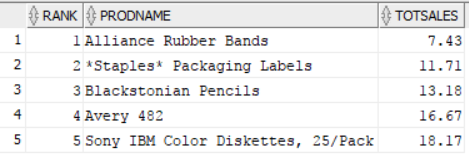 RANK PRODNAME TOTSALES
1 1 Alliance Rubber Bands 7.43
2 2 *Staples* Packaging Labels 11.71
3 3 Blackstonian Pencils 13.18
4 4 Avery 482 16.67
5 5 Sony IBM Color Diskettes, 25/Pack 18.17